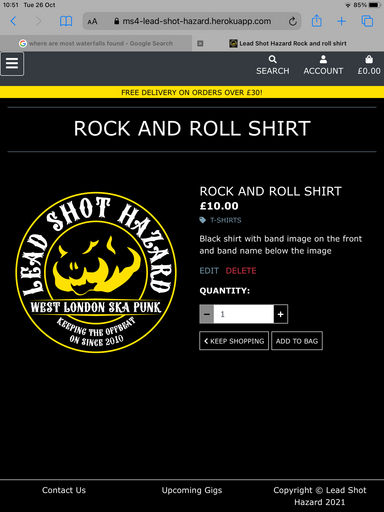 10:51 Tue 26 Oct 85%
AA ms4-lead-shot-hazard.herokuapp.com
where are most waterfalls found - Google Search
Lead Shot Hazard Rock and roll shirt
SEARCH ACCOUNT £0.00
FREE DELIVERY ON ORDERS OVER £30!
ROCK AND ROLL SHIRT
LEAD SHOT HAZARD
WEST LONDON SKA PUNK
KEEPING THE OFFBEAT
ON SINCE 2010
ROCK AND ROLL SHIRT
£10.00
T-SHIRTS
Black shirt with band image on the front
and band name below the image
EDIT DELETE
QUANTITY:
− 1 +
KEEP SHOPPING ADD TO BAG
Contact Us Upcoming Gigs Copyright © Lead Shot
Hazard 2021